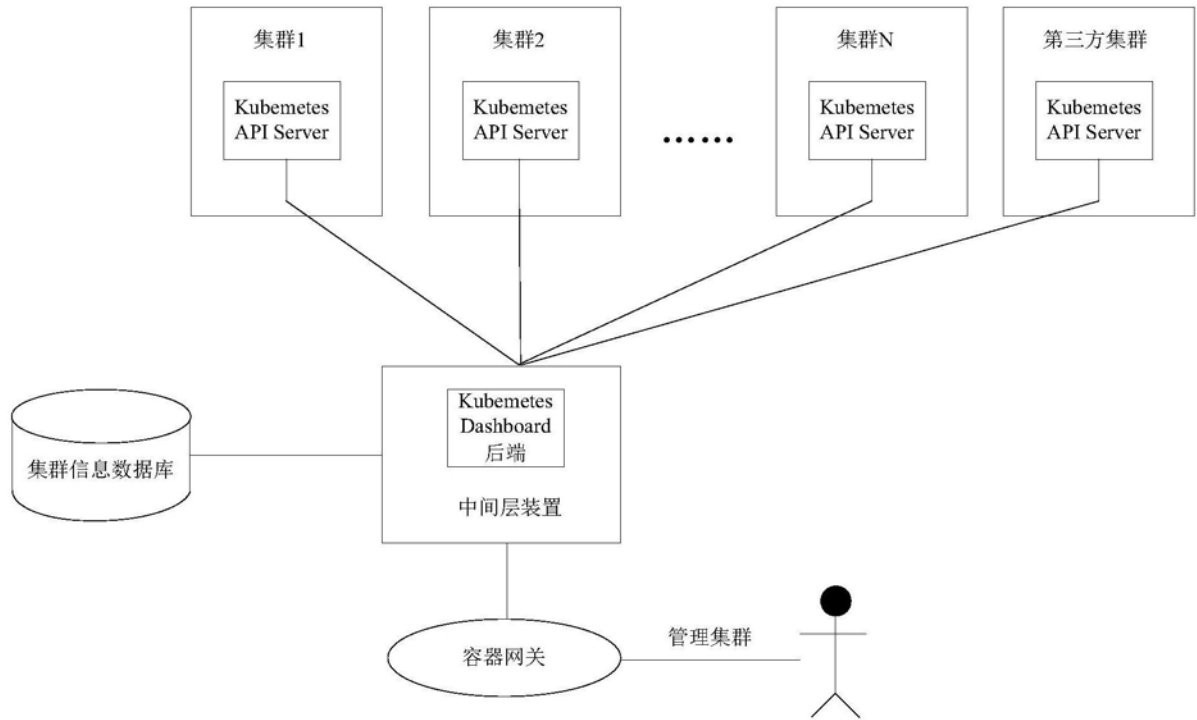 集群1
集群2
集群N
第三方集群
Kubemetes
API Server
Kubemetes
API Server
……
Kubemetes
API Server
Kubemetes
API Server
Kubemetes
Dashboard
后端
中间层装置
集群信息数据库
容器网关
管理集群